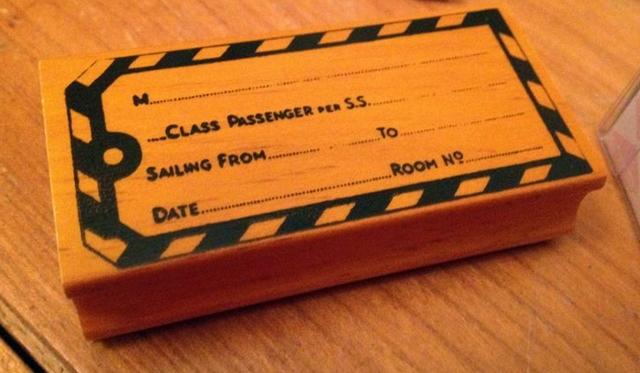 M..........
....CLASS PASSENGER PER S.S..........
SAILING FROM.......... TO..........
DATE.......... ROOM NO..........